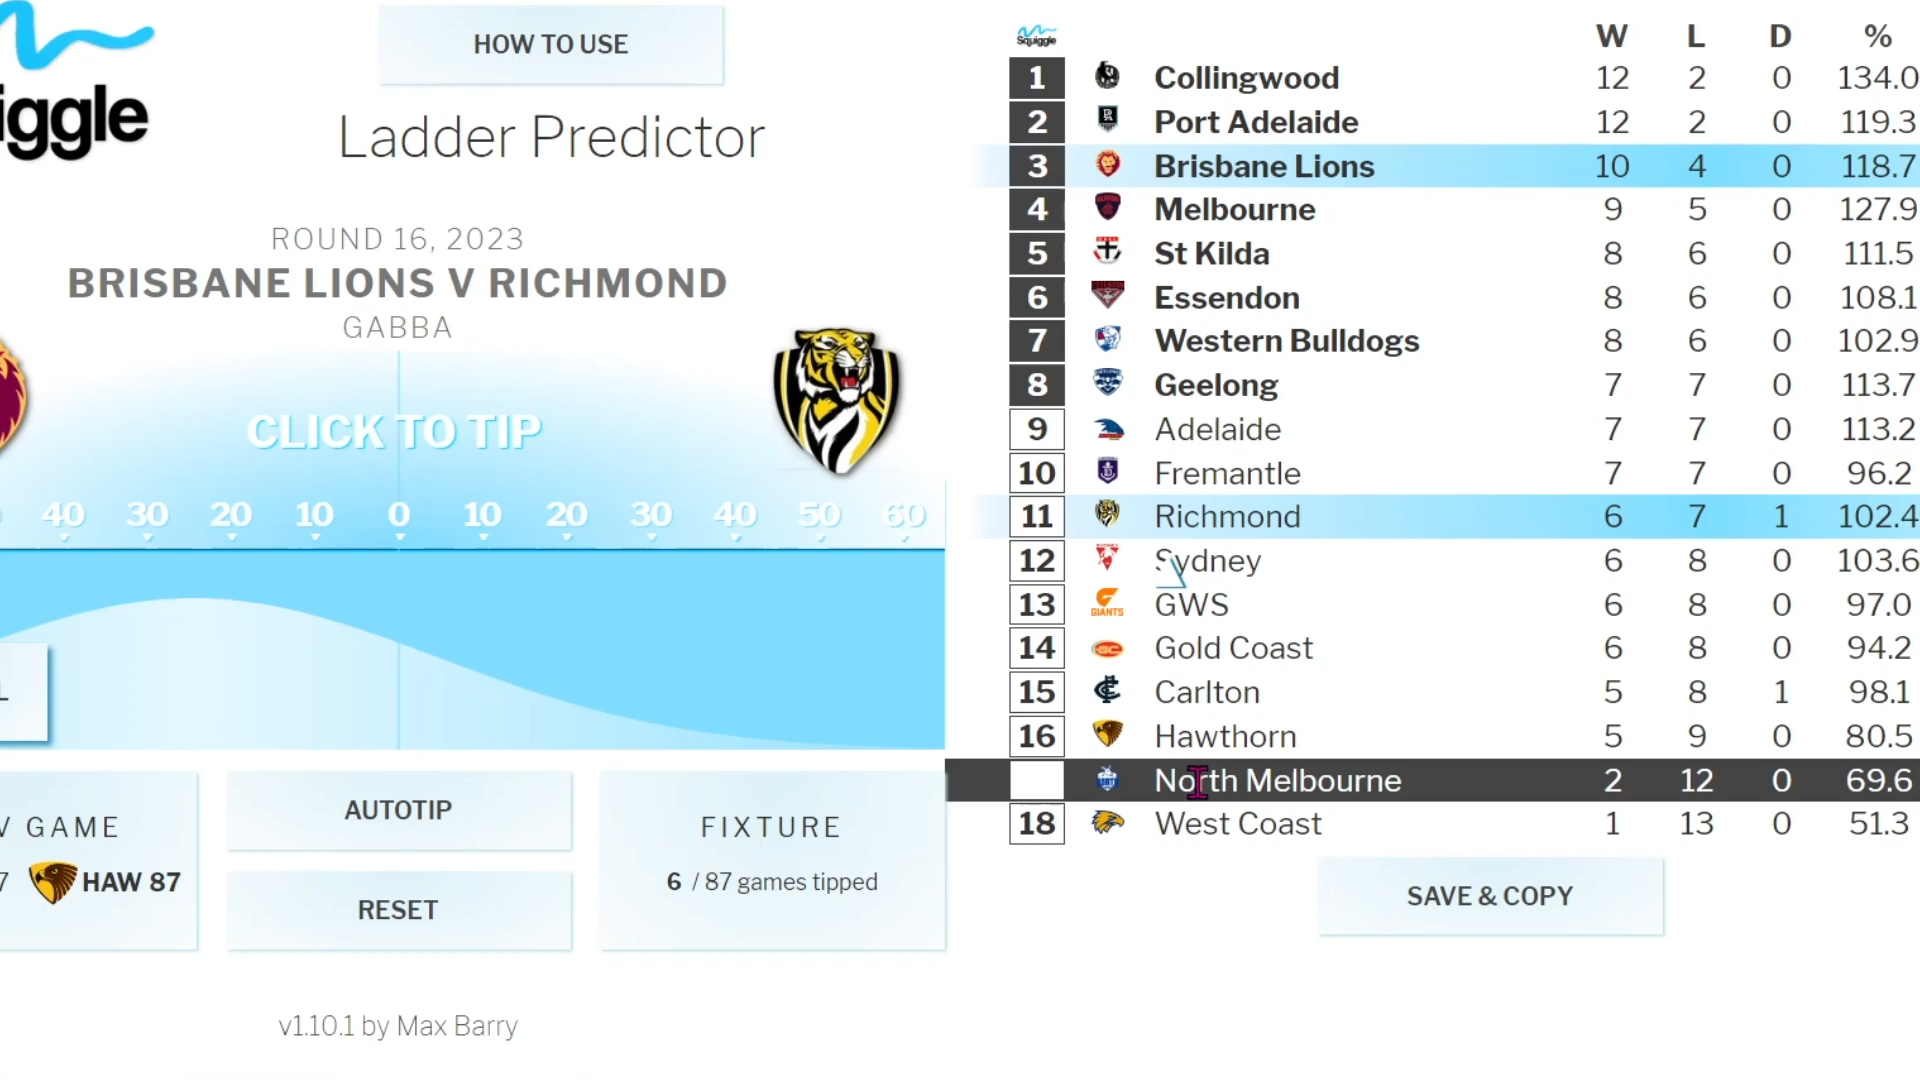 iggle
HOW TO USE
Ladder Predictor
ROUND 16, 2023
BRISBANE LIONS V RICHMOND
GABBA
CLICK TO TIP
40 30 20 10 0 10 20 30 40 50 60
V GAME
HAW 87
AUTOTIP
RESET
FIXTURE
6 / 87 games tipped
v1.10.1 by Max Barry
Squiggle W L D %
1 Collingwood 12 2 0 134.0
2 Port Adelaide 12 2 0 119.3
3 Brisbane Lions 10 4 0 118.7
4 Melbourne 9 5 0 127.9
5 St Kilda 8 6 0 111.5
6 Essendon 8 6 0 108.1
7 Western Bulldogs 8 6 0 102.9
8 Geelong 7 7 0 113.7
9 Adelaide 7 7 0 113.2
10 Fremantle 7 7 0 96.2
11 Richmond 6 7 1 102.4
12 Sydney 6 8 0 103.6
13 GIANTS GWS 6 8 0 97.0
14 Gold Coast 6 8 0 94.2
15 Carlton 5 8 1 98.1
16 Hawthorn 5 9 0 80.5
North Melbourne 2 12 0 69.6
18 West Coast 1 13 0 51.3
SAVE & COPY